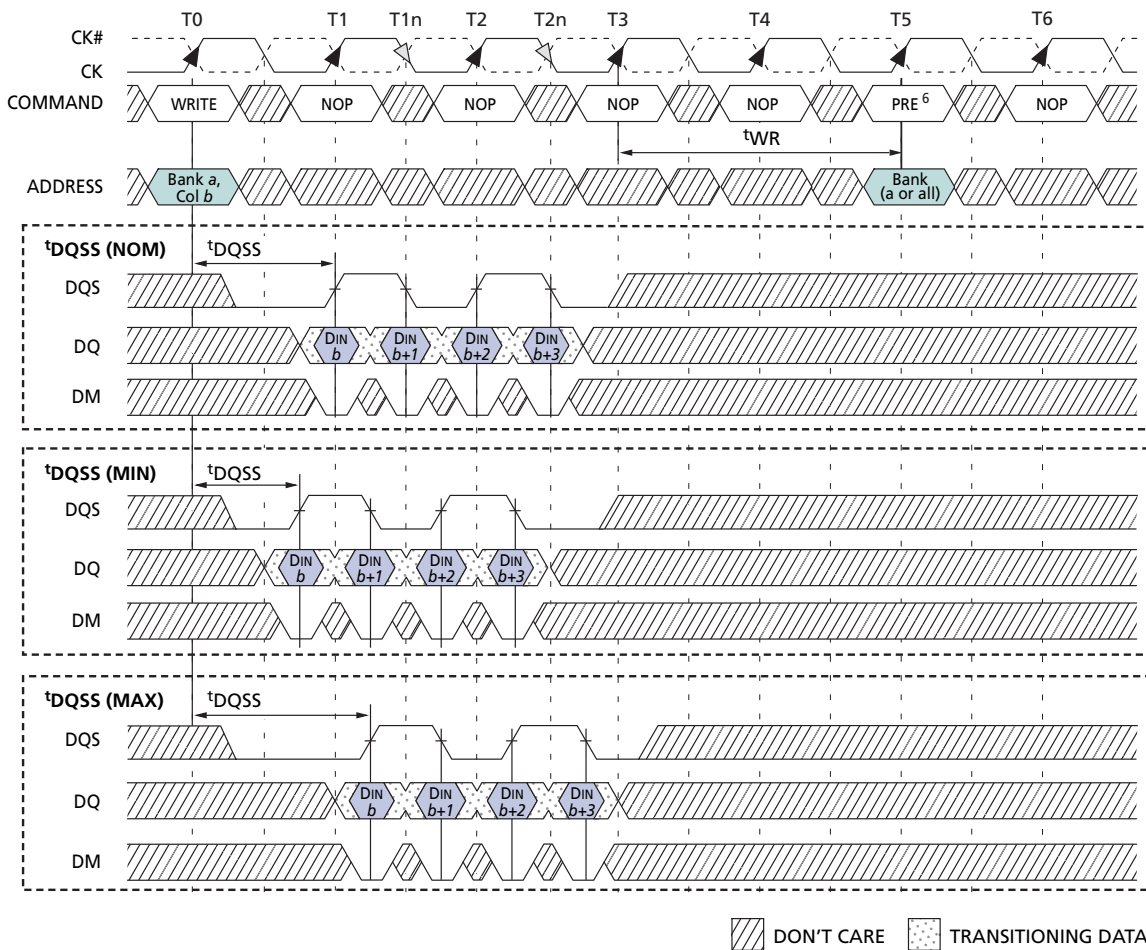 T0 T1 T1n T2 T2n T3 T4 T5 T6
CK#
CK
COMMAND WRITE NOP NOP NOP NOP PRE 6 NOP
tWR
ADDRESS Bank a, Col b Bank (a or all)
tDQSS (NOM) tDQSS
DQS
DQ DIN b DIN b+1 DIN b+2 DIN b+3
DM
tDQSS (MIN) tDQSS
DQS
DQ DIN b DIN b+1 DIN b+2 DIN b+3
DM
tDQSS (MAX) tDQSS
DQS
DQ DIN b DIN b+1 DIN b+2 DIN b+3
DM
DON'T CARE TRANSITIONING DATA